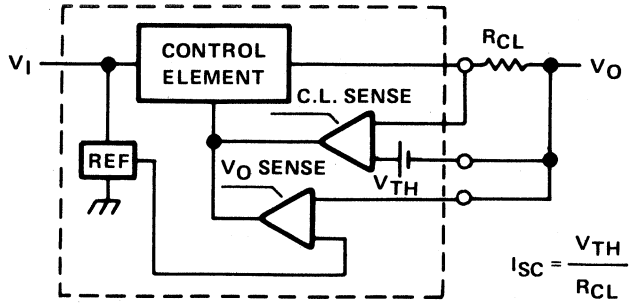 CONTROL
ELEMENT
V_I
R_CL
V_O
C.L. SENSE
REF
V_O SENSE
V_TH
I_SC = V_TH / R_CL